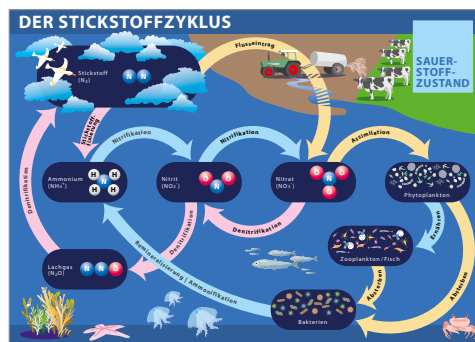 DER STICKSTOFFZYKLUS
SAUER-
STOFF-
ZUSTAND
Flusseintrag
Stickstoff
(N₂)
N N
Stickstoff-
fixierung
Nitrifikation
Nitrifikation
Assimilation
Denitrifikation
Ammonium
(NH₄⁺)
H H
N
H H
Nitrit
(NO₂⁻)
O O
N
Nitrat
(NO₃⁻)
O O
N
O
Phytoplankton
Denitrifikation
Denitrifikation
Ernähren
Zooplankton/Fisch
Absterben
Absterben
Remineralisierung | Ammonifikation
Lachgas
(N₂O)
N N O
Bakterien